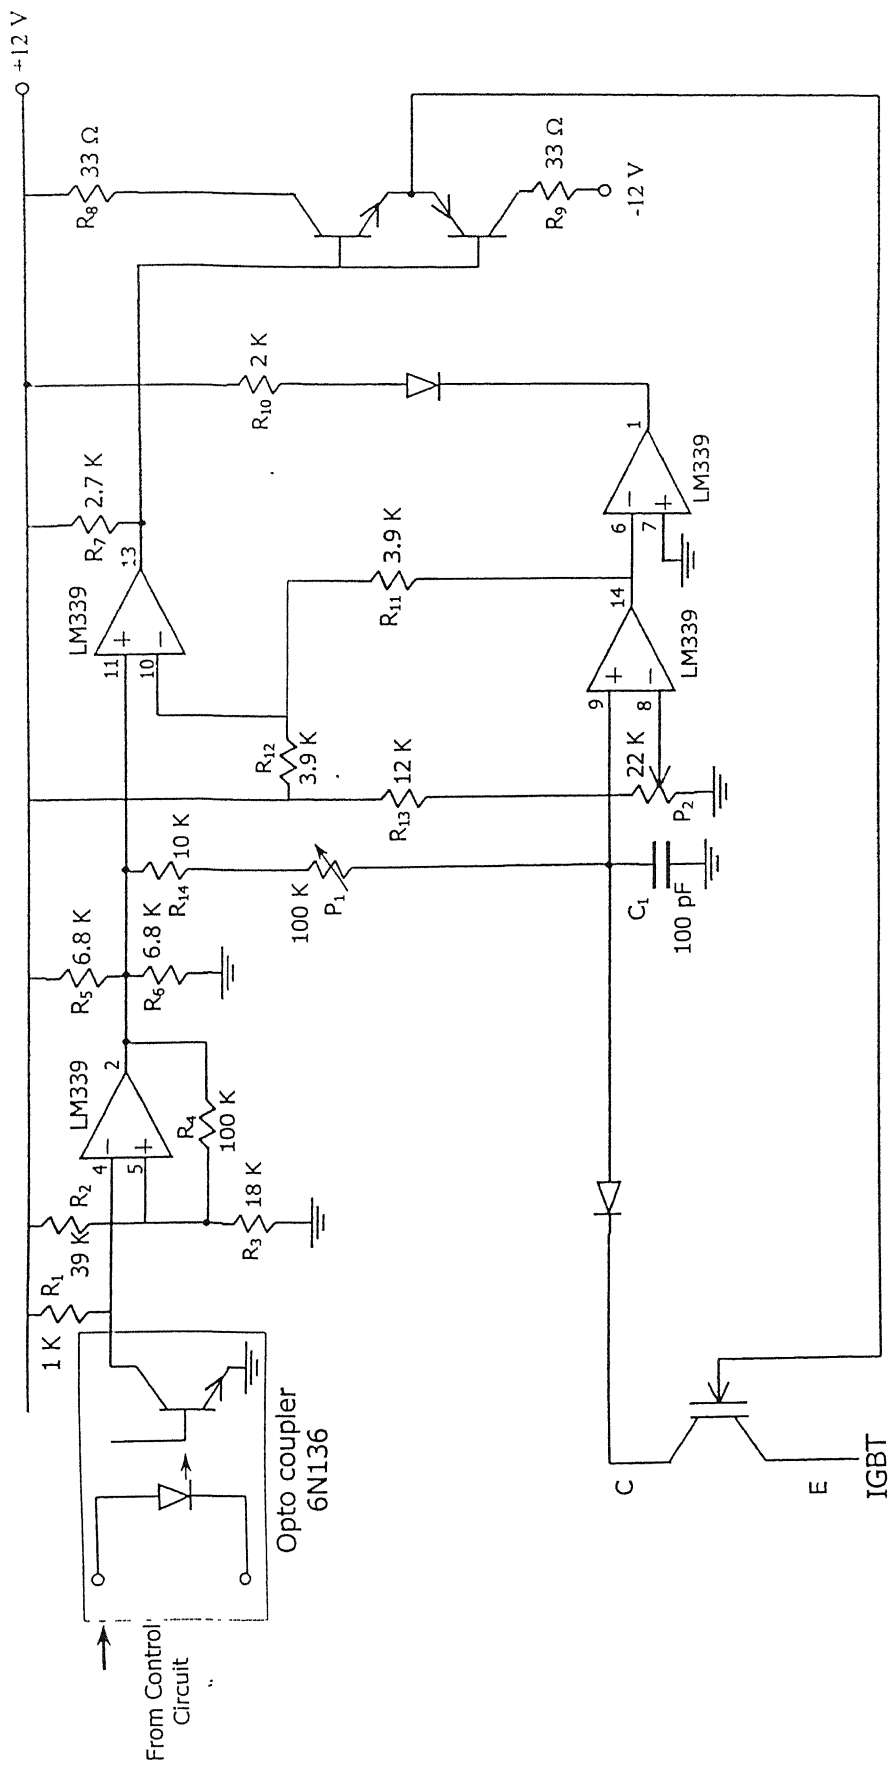 +12 V
R8 33 Ω
R9 33 Ω
-12 V
R10 2 K
R7 2.7 K
13
LM339
+
−
11
10
R11 3.9 K
1
LM339
−
+
6
7
14
LM339
+
−
9
8
R12
3.9 K
R13 12 K
22 K
P2
R14 10 K
100 K
P1
C1
100 pF
R5 6.8 K
R6 6.8 K
2
LM339
−
+
4
5
R4
100 K
R2
39 K
R3 18 K
R1
1 K
Opto coupler
6N136
From Control
Circuit
C
E
IGBT